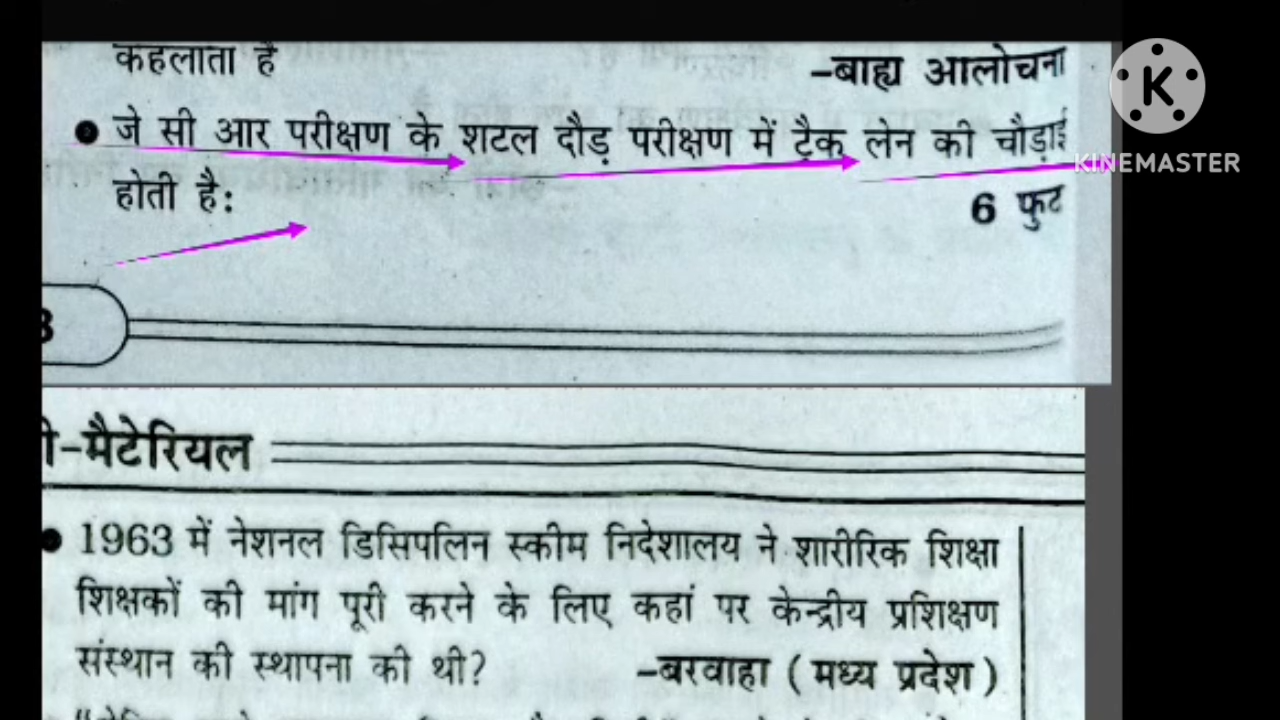 कहलाता है
-बाह्य आलोचना
• जे सी आर परीक्षण के शटल दौड़ परीक्षण में ट्रैक लेन की चौड़ाई
होती है:
6 फुट
K
KINEMASTER
-मैटेरियल
• 1963 में नेशनल डिसिपलिन स्कीम निदेशालय ने शारीरिक शिक्षा
शिक्षकों की मांग पूरी करने के लिए कहां पर केन्द्रीय प्रशिक्षण
संस्थान की स्थापना की थी?
-बरवाहा ( मध्य प्रदेश )